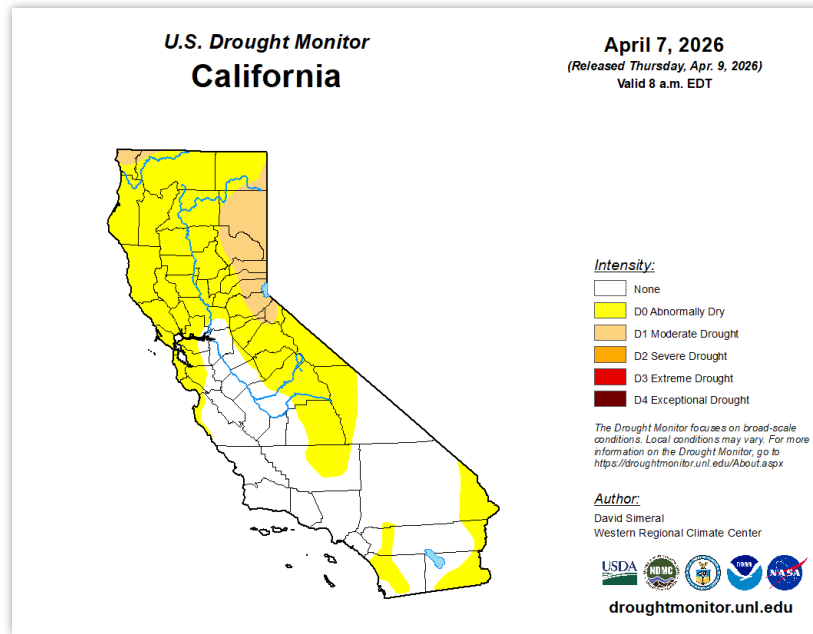 U.S. Drought Monitor
California
April 7, 2026
(Released Thursday, Apr. 9, 2026)
Valid 8 a.m. EDT
Intensity:
None
D0 Abnormally Dry
D1 Moderate Drought
D2 Severe Drought
D3 Extreme Drought
D4 Exceptional Drought
The Drought Monitor focuses on broad-scale
conditions. Local conditions may vary. For more
information on the Drought Monitor, go to
https://droughtmonitor.unl.edu/About.aspx
Author:
David Simeral
Western Regional Climate Center
USDA
NDMC
NOAA
NASA
droughtmonitor.unl.edu